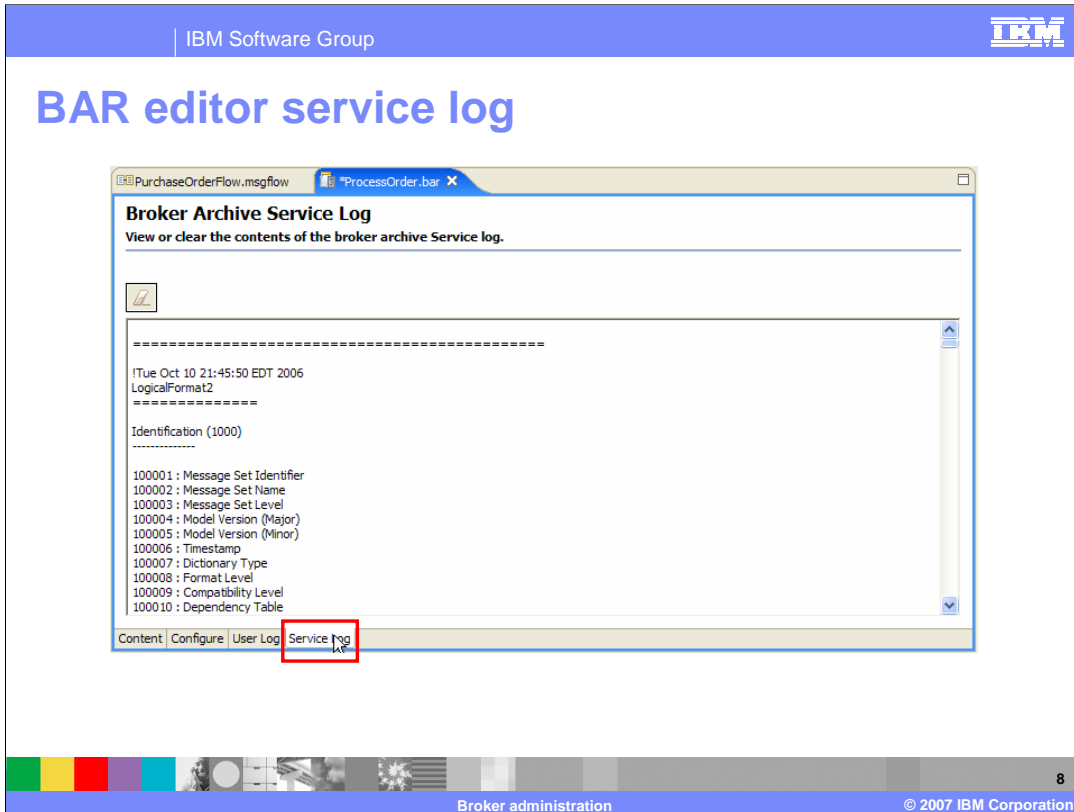 IBM Software Group
IBM
BAR editor service log
PurchaseOrderFlow.msgflow
*ProcessOrder.bar
Broker Archive Service Log
View or clear the contents of the broker archive Service log.
==============================================
!Tue Oct 10 21:45:50 EDT 2006
LogicalFormat2
==============
Identification (1000)
--------------
100001 : Message Set Identifier
100002 : Message Set Name
100003 : Message Set Level
100004 : Model Version (Major)
100005 : Model Version (Minor)
100006 : Timestamp
100007 : Dictionary Type
100008 : Format Level
100009 : Compatibility Level
100010 : Dependency Table
Content Configure User Log Service Log
8
Broker administration
© 2007 IBM Corporation